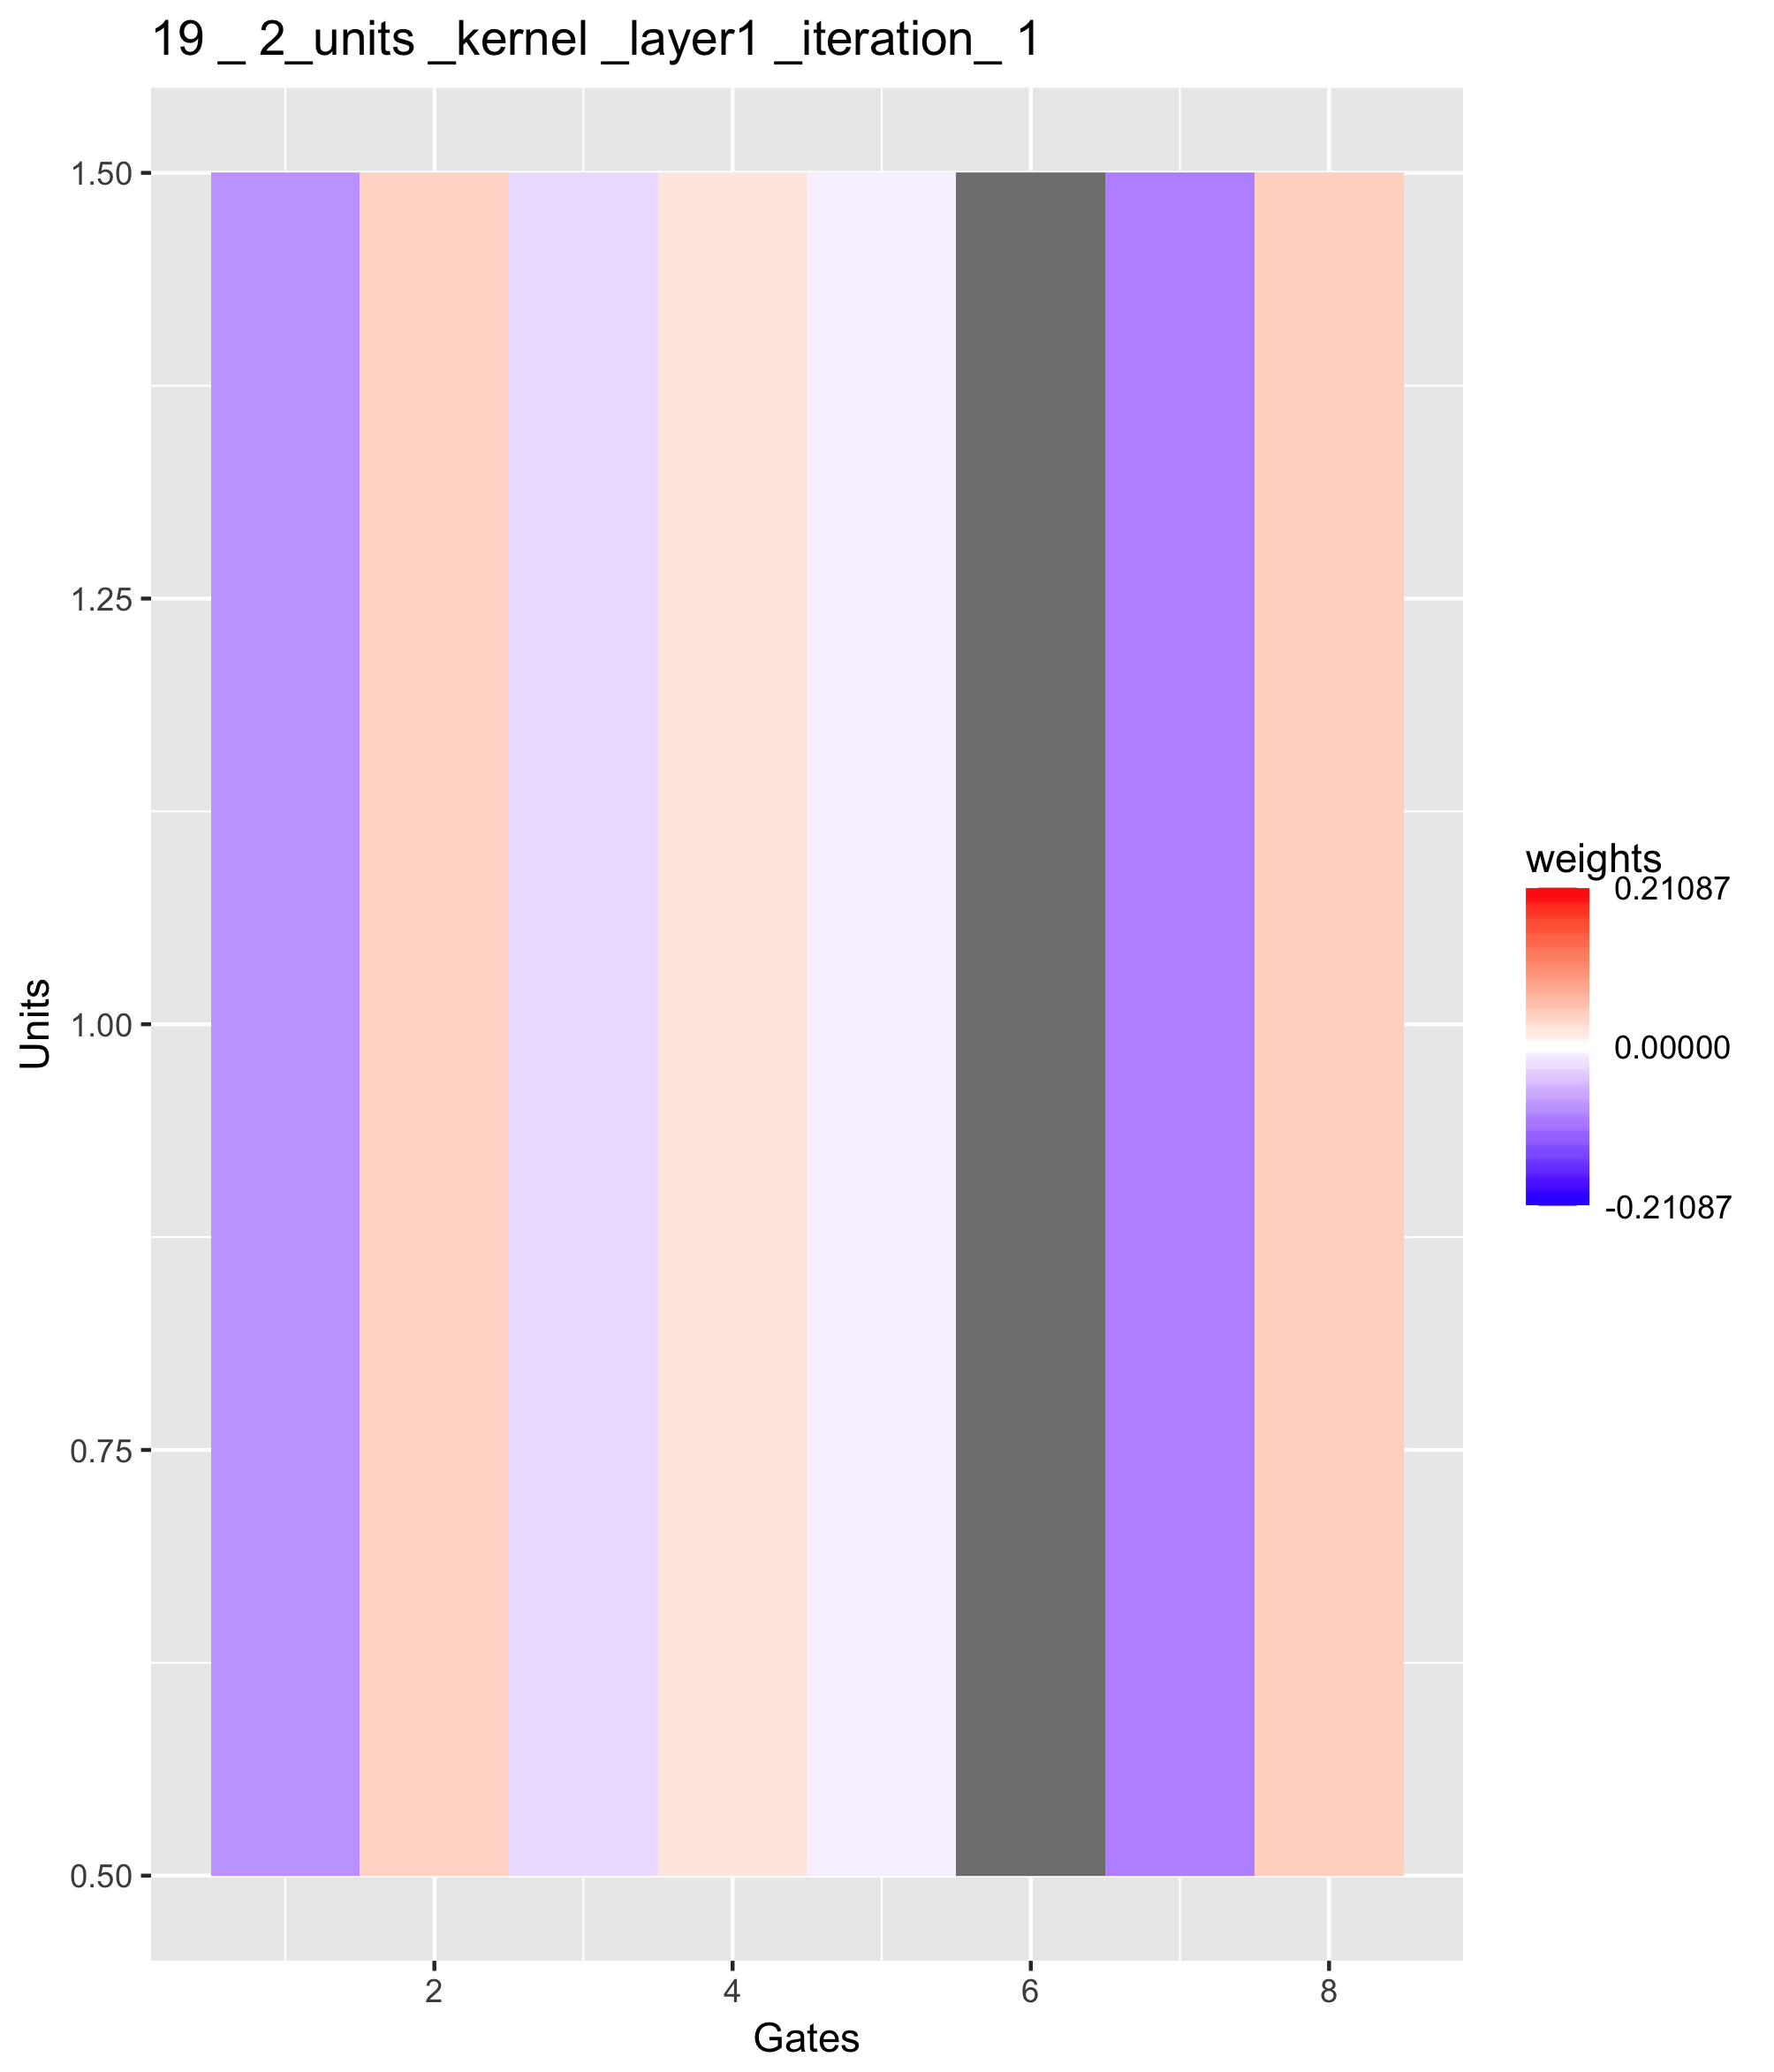 19 _ 2_units _kernel _layer1 _iteration_ 1
1.50
1.25
1.00
0.75
0.50
Units
2 4 6 8
Gates
weights
0.21087
0.00000
-0.21087